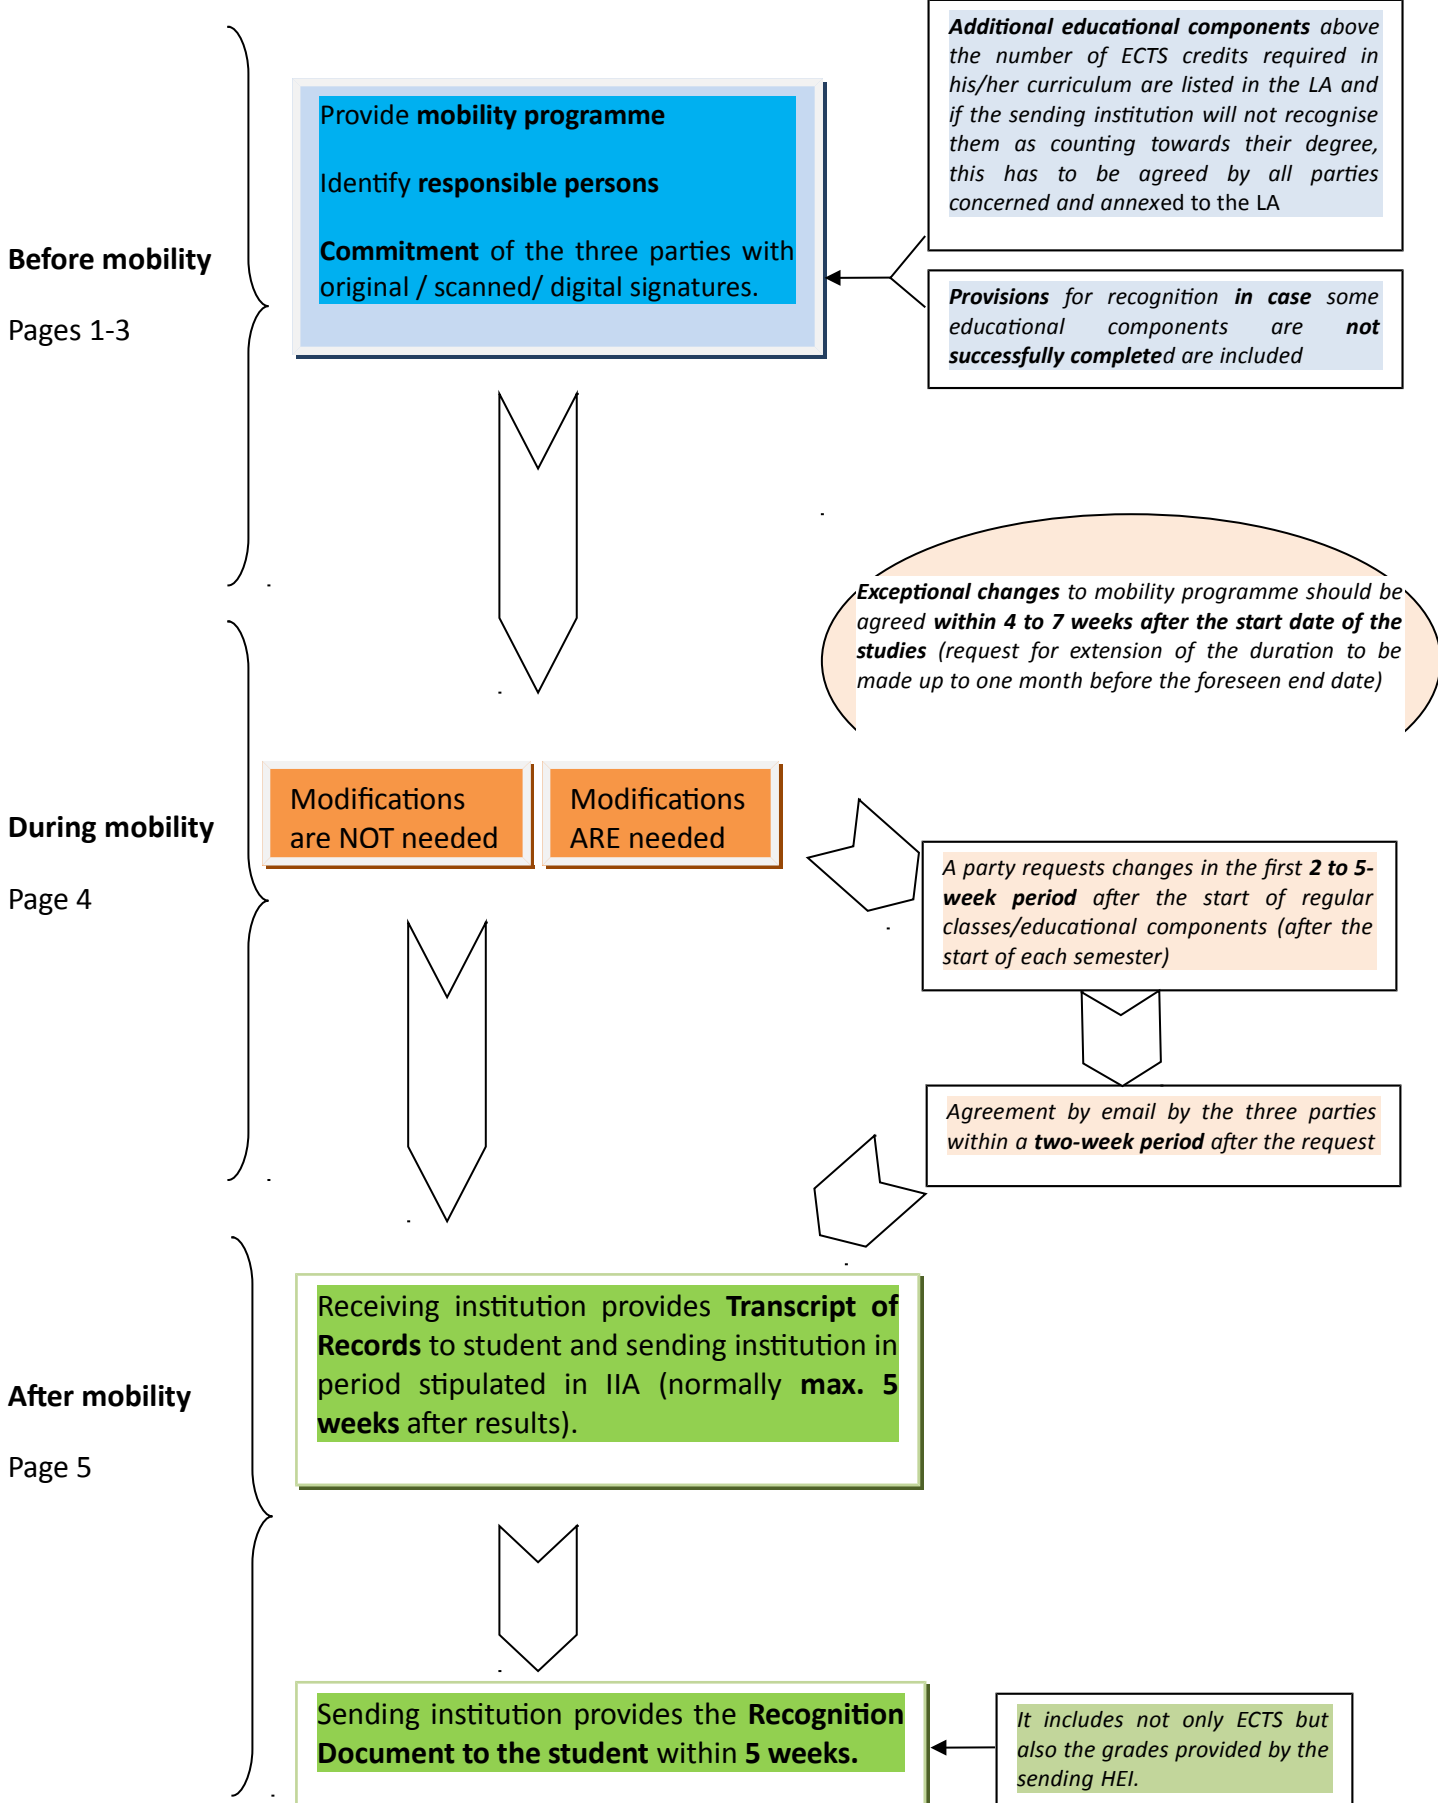 Before mobility
Pages 1-3
Provide mobility programme
Identify responsible persons
Commitment of the three parties with
original / scanned/ digital signatures.
Additional educational components above
the number of ECTS credits required in
his/her curriculum are listed in the LA and
if the sending institution will not recognise
them as counting towards their degree,
this has to be agreed by all parties
concerned and annexed to the LA
Provisions for recognition in case some
educational components are not
successfully completed are included
Exceptional changes to mobility programme should be
agreed within 4 to 7 weeks after the start date of the
studies (request for extension of the duration to be
made up to one month before the foreseen end date)
During mobility
Page 4
Modifications
are NOT needed
Modifications
ARE needed
A party requests changes in the first 2 to 5-
week period after the start of regular
classes/educational components (after the
start of each semester)
Agreement by email by the three parties
within a two-week period after the request
After mobility
Page 5
Receiving institution provides Transcript of
Records to student and sending institution in
period stipulated in IIA (normally max. 5
weeks after results).
Sending institution provides the Recognition
Document to the student within 5 weeks.
It includes not only ECTS but
also the grades provided by the
sending HEI.